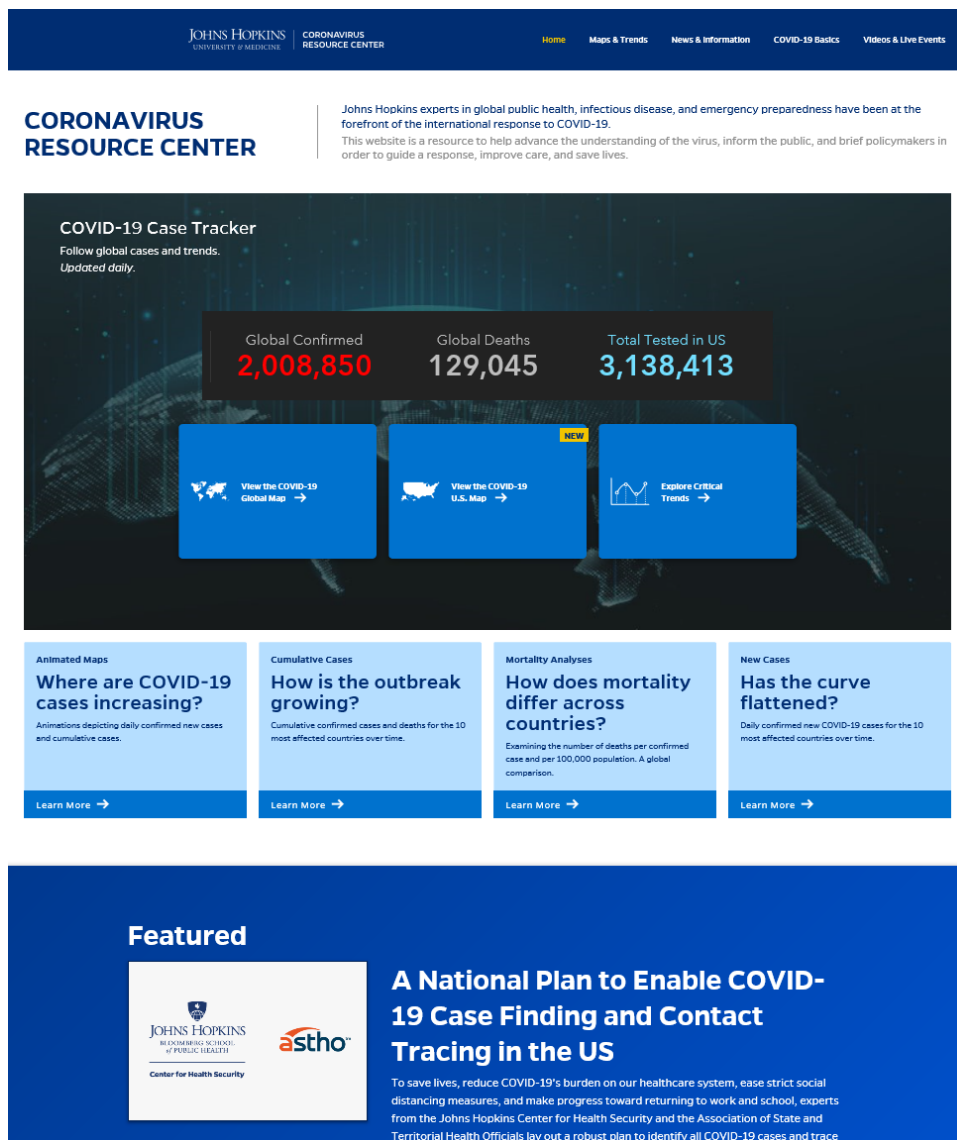 JOHNS HOPKINS
UNIVERSITY & MEDICINE
CORONAVIRUS
RESOURCE CENTER
Home
Maps & Trends
News & Information
COVID-19 Basics
Videos & Live Events
CORONAVIRUS
RESOURCE CENTER
Johns Hopkins experts in global public health, infectious disease, and emergency preparedness have been at the
forefront of the international response to COVID-19.
This website is a resource to help advance the understanding of the virus, inform the public, and brief policymakers in
order to guide a response, improve care, and save lives.
COVID-19 Case Tracker
Follow global cases and trends.
Updated daily.
Global Confirmed
2,008,850
Global Deaths
129,045
Total Tested in US
3,138,413
View the COVID-19
Global Map
NEW
View the COVID-19
U.S. Map
Explore Critical
Trends
Animated Maps
Where are COVID-19
cases increasing?
Animations depicting daily confirmed new cases
and cumulative cases.
Learn More
Cumulative Cases
How is the outbreak
growing?
Cumulative confirmed cases and deaths for the 10
most affected countries over time.
Learn More
Mortality Analyses
How does mortality
differ across
countries?
Examining the number of deaths per confirmed
case and per 100,000 population. A global
comparison.
Learn More
New Cases
Has the curve
flattened?
Daily confirmed new COVID-19 cases for the 10
most affected countries over time.
Learn More
Featured
JOHNS HOPKINS
BLOOMBERG SCHOOL
of PUBLIC HEALTH
Center for Health Security
astho™
A National Plan to Enable COVID-
19 Case Finding and Contact
Tracing in the US
To save lives, reduce COVID-19's burden on our healthcare system, ease strict social
distancing measures, and make progress toward returning to work and school, experts
from the Johns Hopkins Center for Health Security and the Association of State and
Territorial Health Officials lay out a robust plan to identify all COVID-19 cases and trace